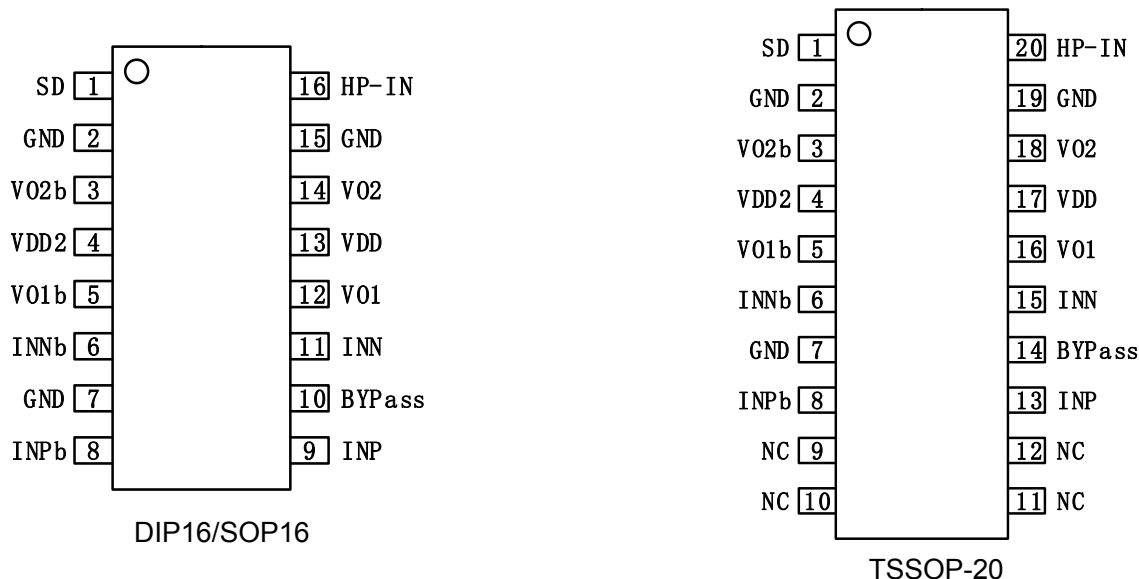 SD 1 16 HP-IN
GND 2 15 GND
VO2b 3 14 VO2
VDD2 4 13 VDD
VO1b 5 12 VO1
INNb 6 11 INN
GND 7 10 BYPass
INPb 8 9 INP
DIP16/SOP16
SD 1 20 HP-IN
GND 2 19 GND
VO2b 3 18 VO2
VDD2 4 17 VDD
VO1b 5 16 VO1
INNb 6 15 INN
GND 7 14 BYPass
INPb 8 13 INP
NC 9 12 NC
NC 10 11 NC
TSSOP-20